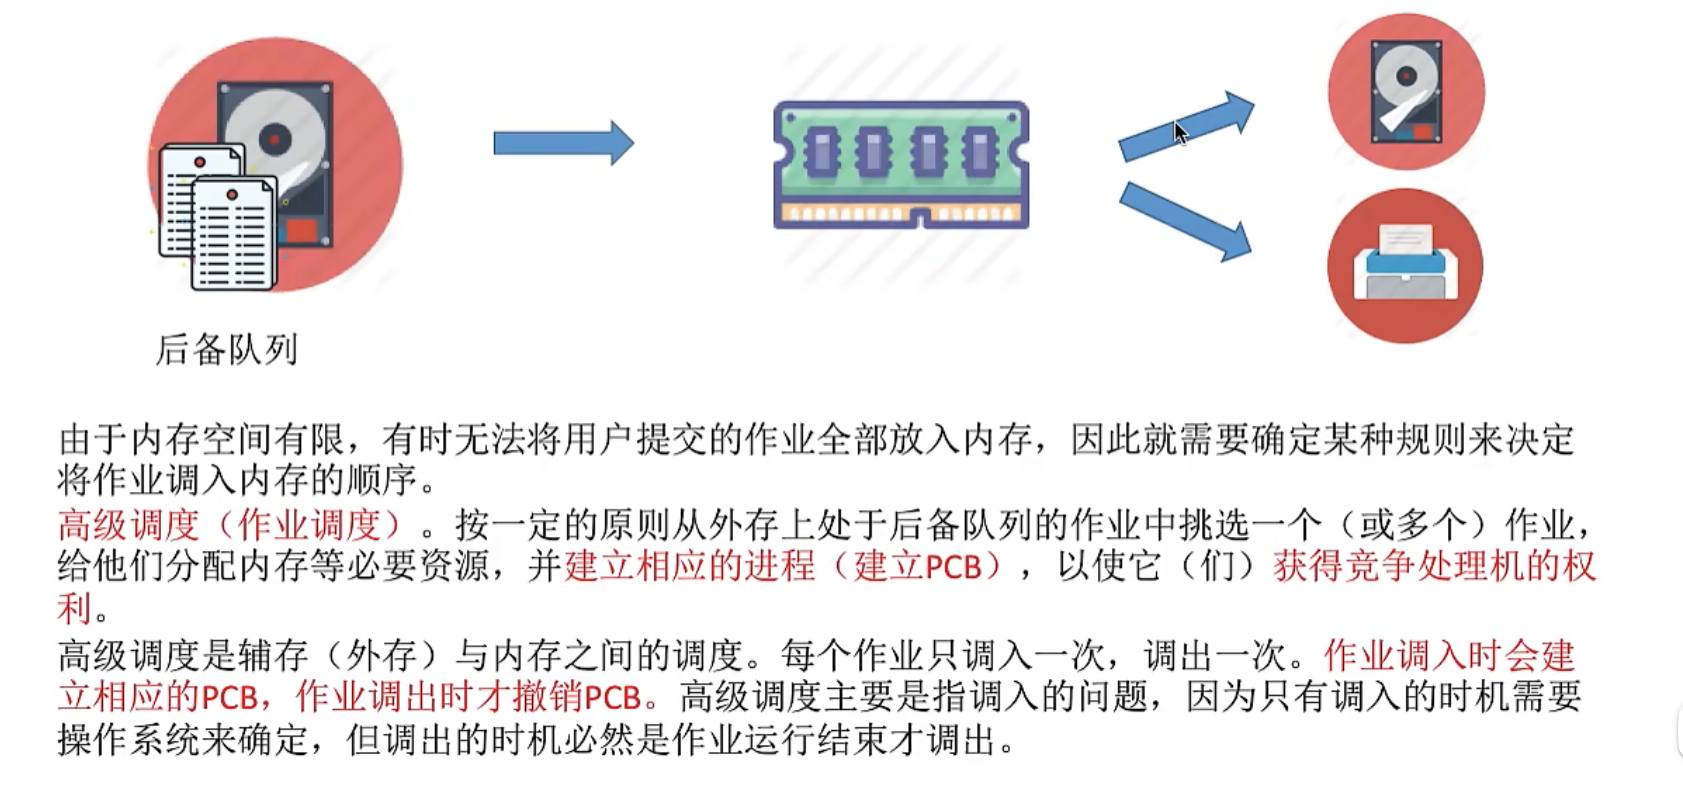 后备队列
由于内存空间有限，有时无法将用户提交的作业全部放入内存，因此就需要确定某种规则来决定
将作业调入内存的顺序。
高级调度（作业调度）。按一定的原则从外存上处于后备队列的作业中挑选一个（或多个）作业，
给他们分配内存等必要资源，并建立相应的进程（建立PCB），以使它（们）获得竞争处理机的权
利。
高级调度是辅存（外存）与内存之间的调度。每个作业只调入一次，调出一次。作业调入时会建
立相应的PCB，作业调出时才撤销PCB。高级调度主要是指调入的问题，因为只有调入的时机需要
操作系统来确定，但调出的时机必然是作业运行结束才调出。